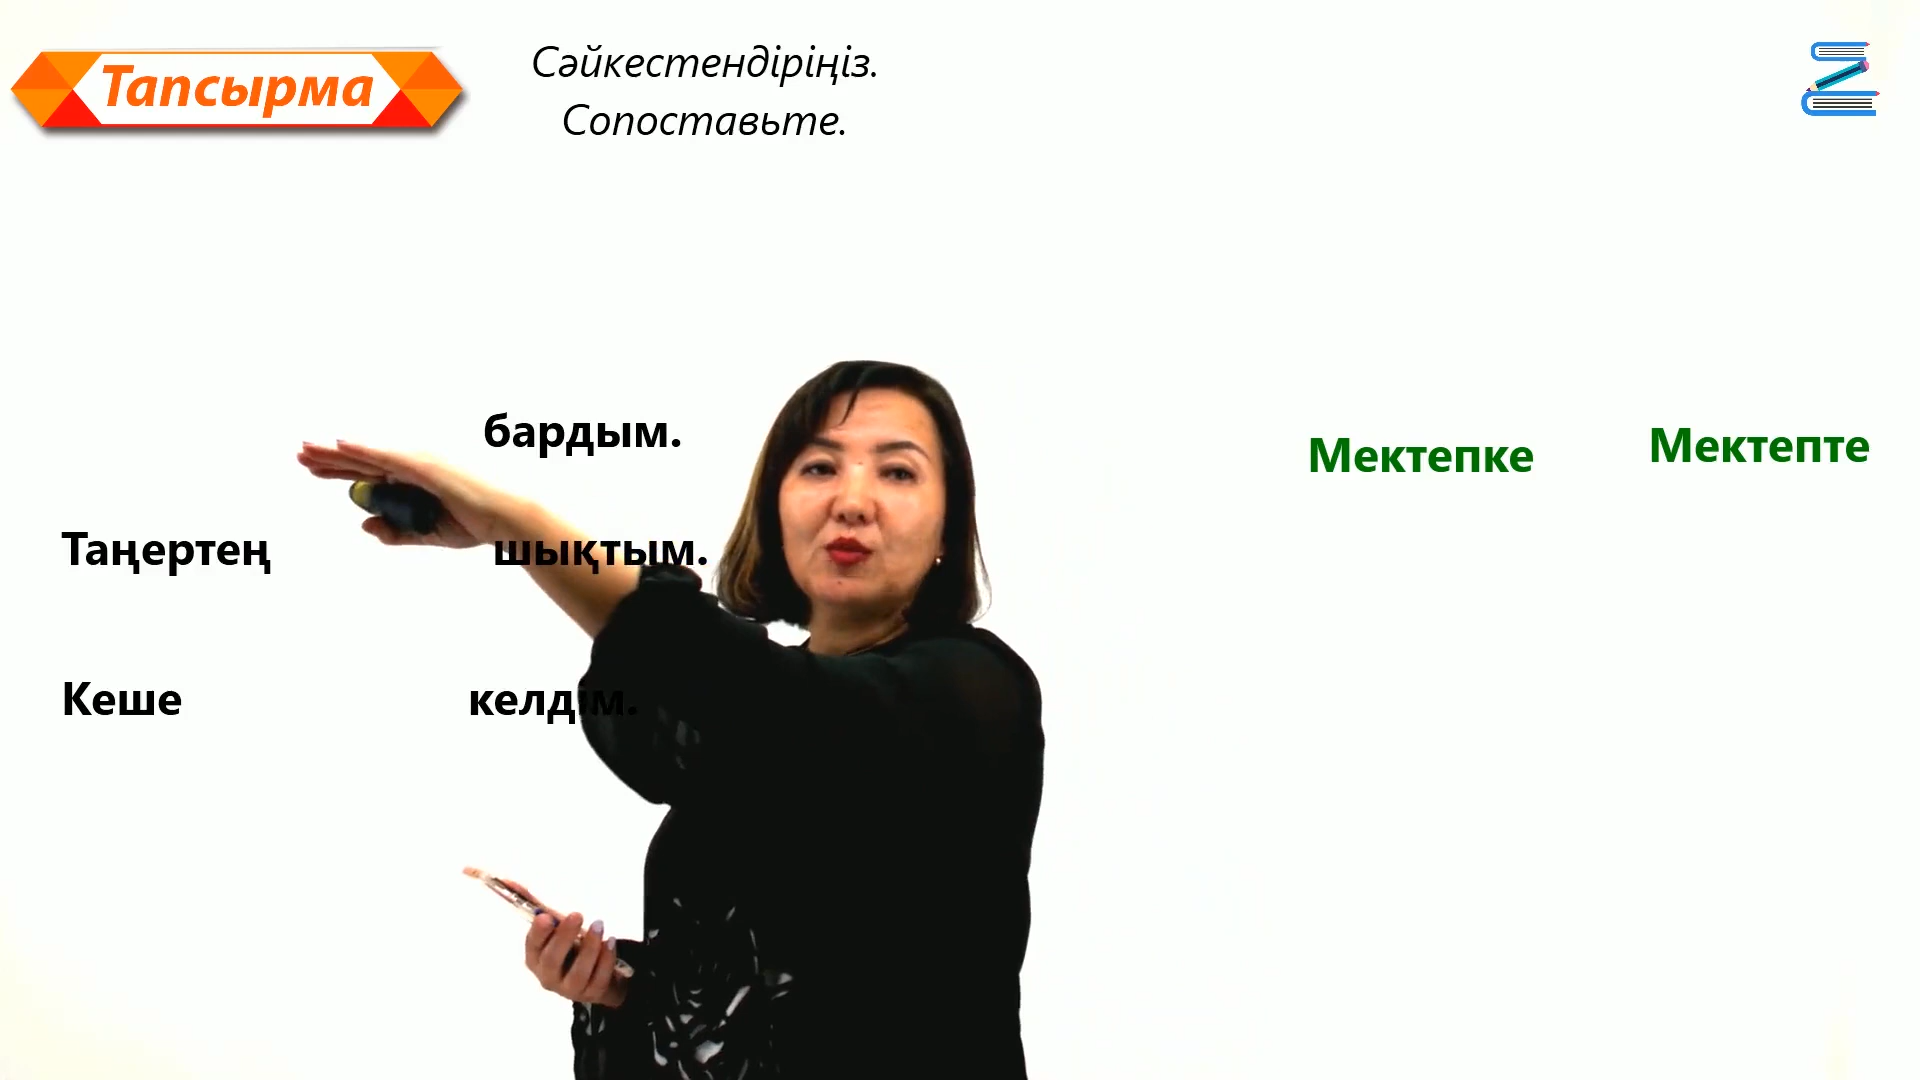 Тапсырма
Сәйкестендіріңіз.
Сопоставьте.
бардым.
Мектепке
Мектепте
Таңертең
шықтым.
Кеше
келдім.